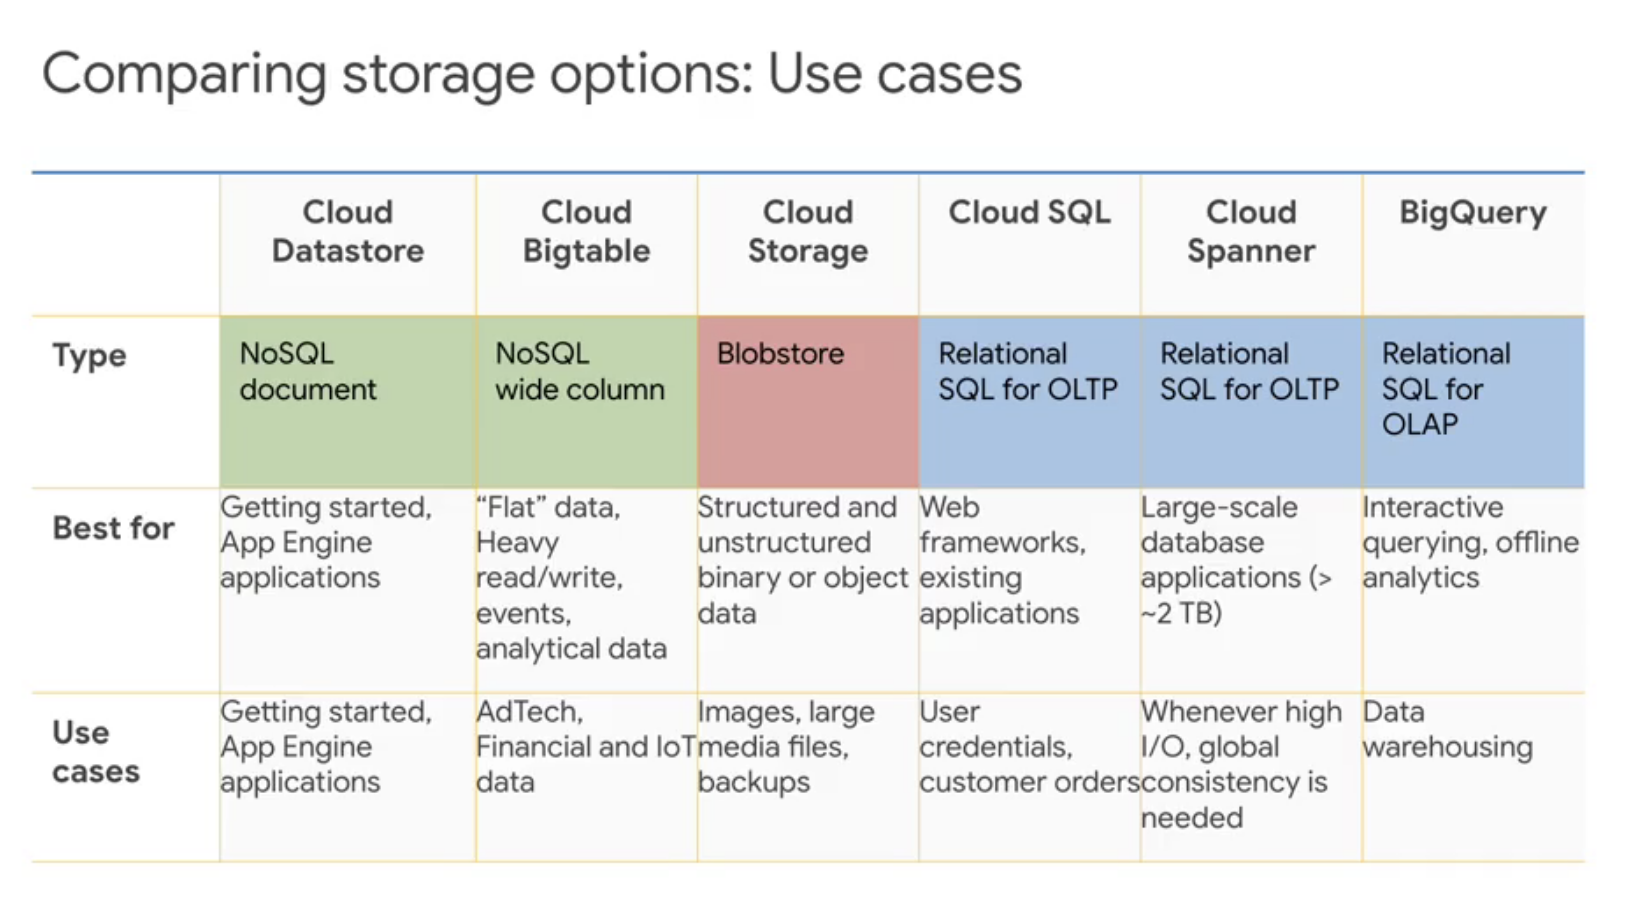 Comparing storage options: Use cases
Cloud
Datastore
Cloud
Bigtable
Cloud
Storage
Cloud SQL
Cloud
Spanner
BigQuery
Type
NoSQL
document
NoSQL
wide column
Blobstore
Relational
SQL for OLTP
Relational
SQL for OLTP
Relational
SQL for
OLAP
Best for
Getting started,
App Engine
applications
“Flat” data,
Heavy
read/write,
events,
analytical data
Structured and
unstructured
binary or object
data
Web
frameworks,
existing
applications
Large-scale
database
applications (>
~2 TB)
Interactive
querying, offline
analytics
Use
cases
Getting started,
App Engine
applications
AdTech,
Financial and IoT
data
Images, large
media files,
backups
User
credentials,
customer orders
Whenever high
I/O, global
consistency is
needed
Data
warehousing